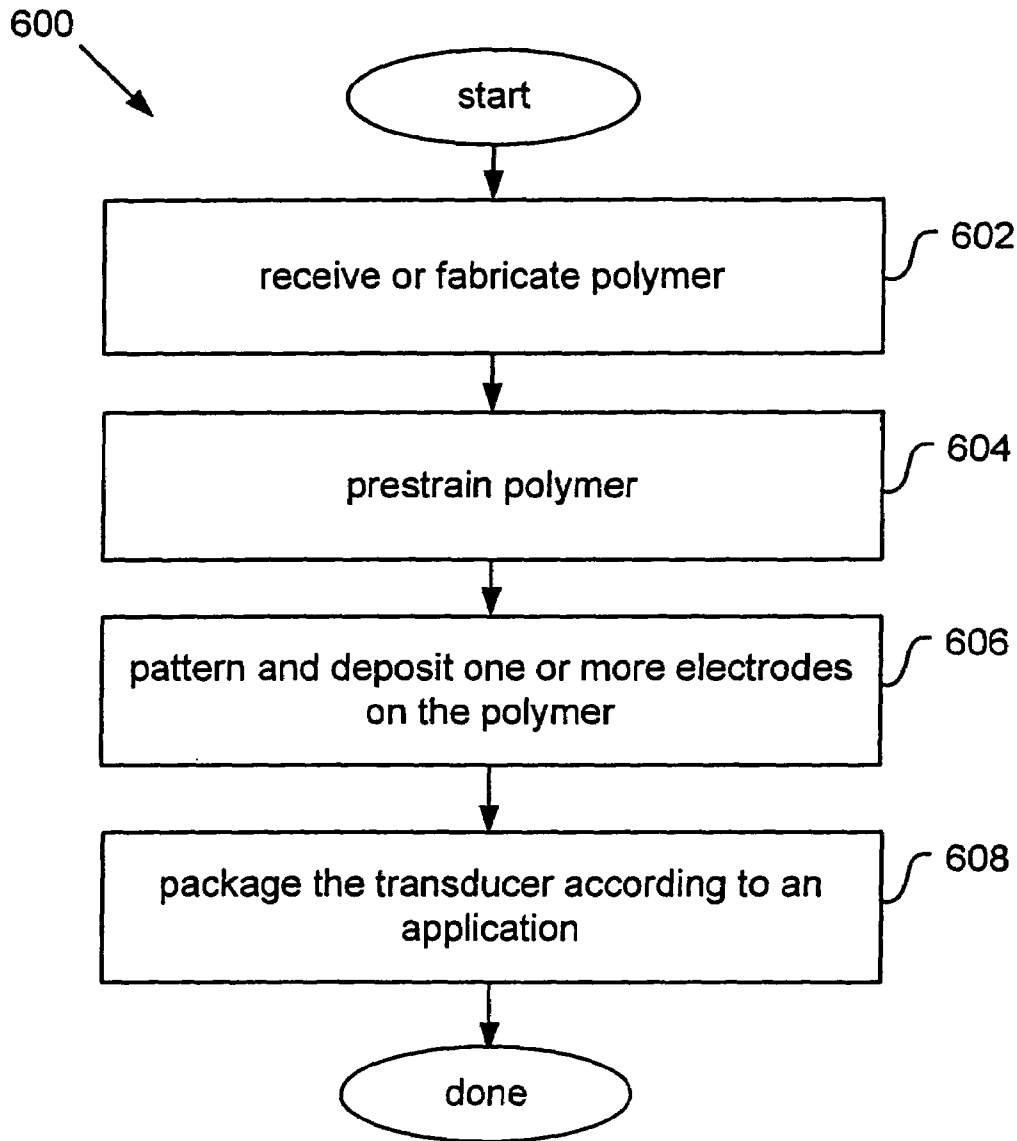 600
start
receive or fabricate polymer
602
prestrain polymer
604
pattern and deposit one or more electrodes
on the polymer
606
package the transducer according to an
application
608
done